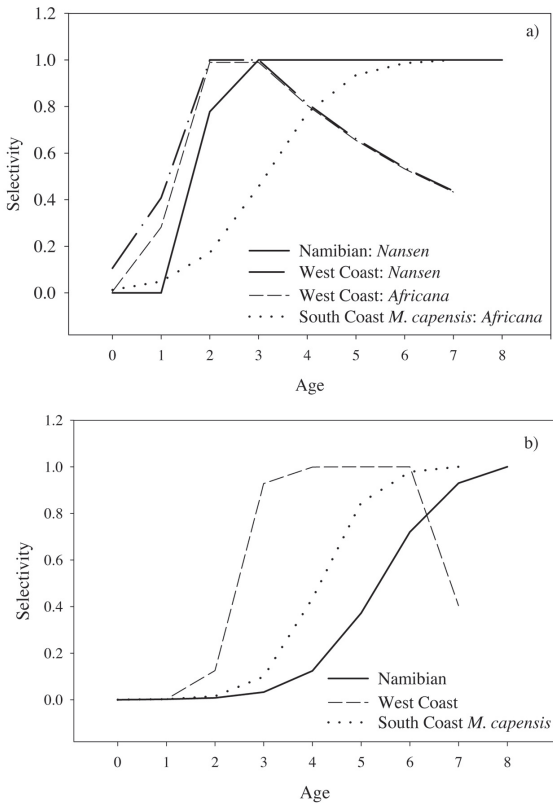 a)
1.2
1.0
0.8
0.6
0.4
0.2
0.0
Selectivity
Namibian: Nansen
West Coast: Nansen
West Coast: Africana
South Coast M. capensis: Africana
0 1 2 3 4 5 6 7 8
Age
b)
1.2
1.0
0.8
0.6
0.4
0.2
0.0
Selectivity
Namibian
West Coast
South Coast M. capensis
0 1 2 3 4 5 6 7 8
Age